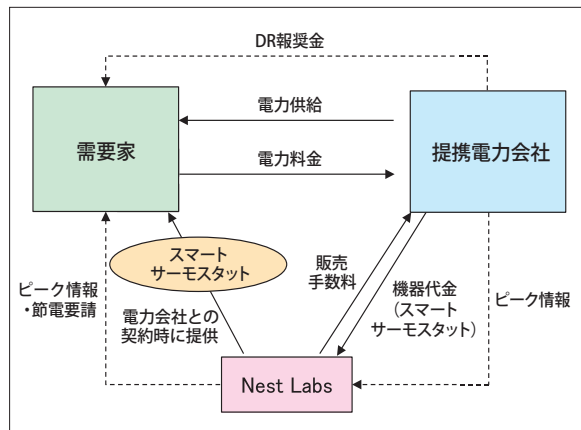 DR報奨金
電力供給
需要家
提携電力会社
電力料金
スマート
サーモスタット
販売
手数料
機器代金
（スマート
サーモスタット）
ピーク情報
・節電要請
電力会社との
契約時に提供
ピーク情報
Nest Labs